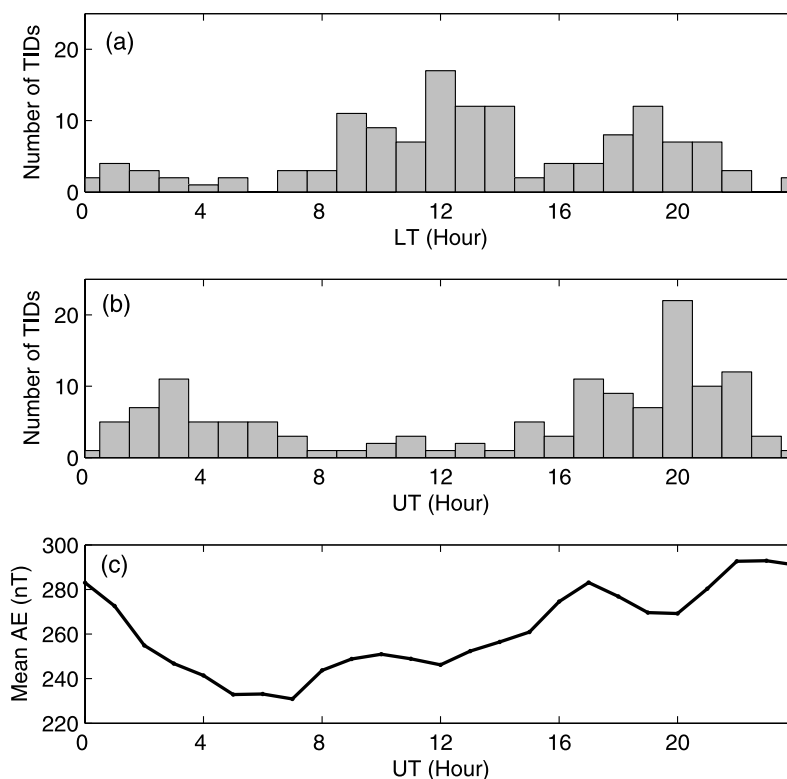 (a)
Number of TIDs
20
10
0
0 4 8 12 16 20
LT (Hour)
(b)
Number of TIDs
20
10
0
0 4 8 12 16 20
UT (Hour)
(c)
Mean AE (nT)
300
280
260
240
220
0 4 8 12 16 20
UT (Hour)